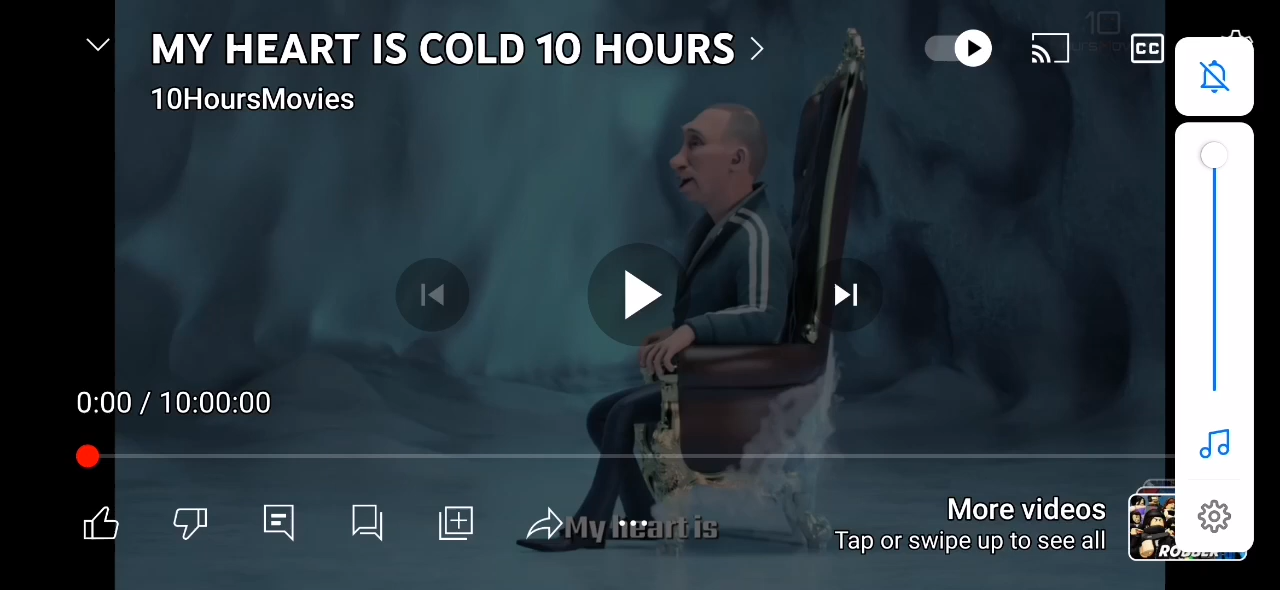 MY HEART IS COLD 10 HOURS
10HoursMovies
CC
0:00 / 10:00:00
My heart is
More videos
Tap or swipe up to see all